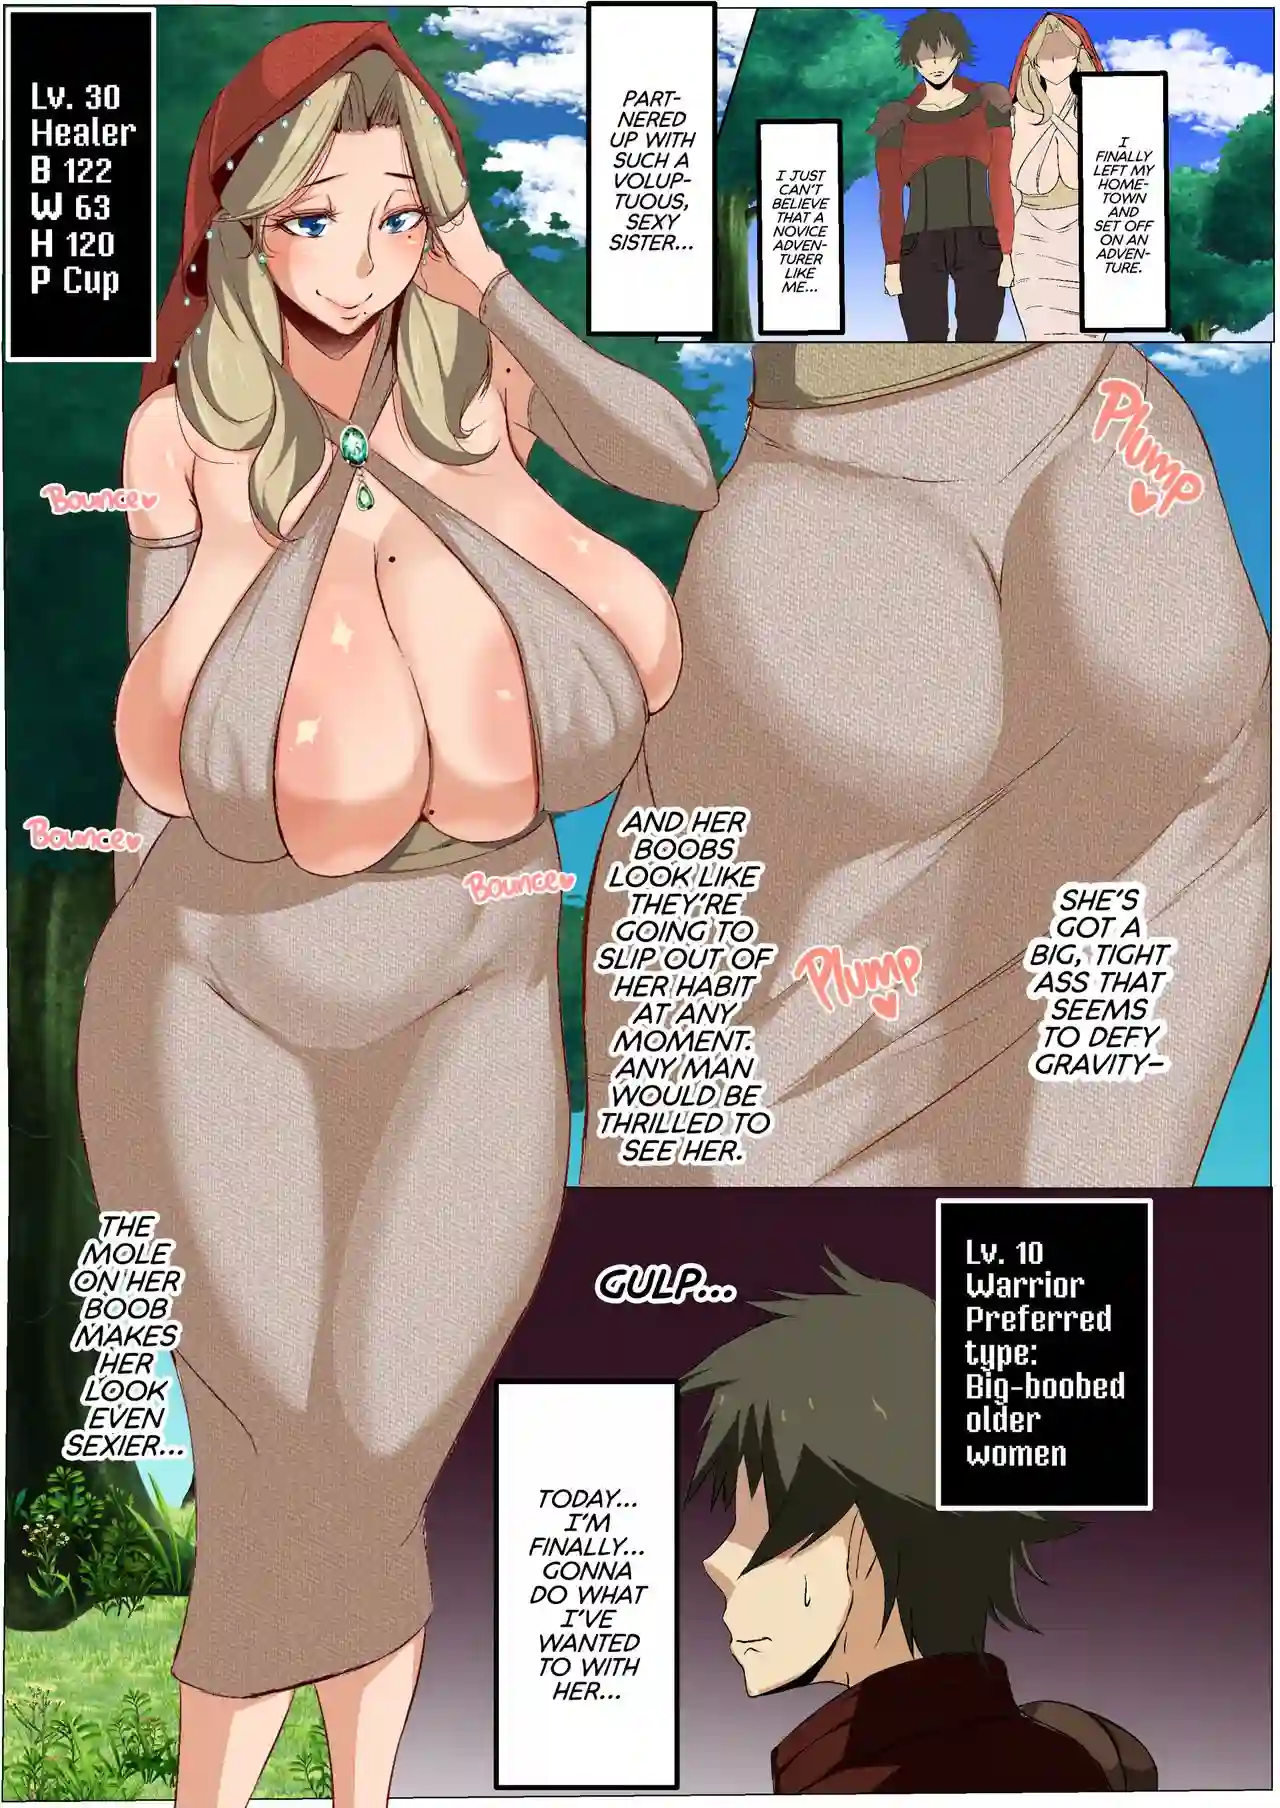 I
FINALLY
LEFT MY
HOME-
TOWN
AND
SET OFF
ON AN
ADVEN-
TURE.
I JUST
CAN'T
BELIEVE
THAT A
NOVICE
ADVEN-
TURER
LIKE
ME...
PART-
NERED
UP WITH
SUCH A
VOLUP-
TUOUS,
SEXY
SISTER...
Lv. 30
Healer
B 122
W 63
H 120
P Cup
Bounce♥
Bounce♥
Bounce♥
Plump
♥
Plump
♥
SHE'S
GOT A
BIG, TIGHT
ASS THAT
SEEMS
TO DEFY
GRAVITY–
AND HER
BOOBS
LOOK LIKE
THEY'RE
GOING TO
SLIP OUT OF
HER HABIT
AT ANY
MOMENT.
ANY MAN
WOULD BE
THRILLED TO
SEE HER.
THE
MOLE
ON HER
BOOB
MAKES
HER
LOOK
EVEN
SEXIER...
Lv. 10
Warrior
Preferred
type:
Big-boobed
older
women
GULP...
TODAY...
I'M
FINALLY...
GONNA
DO WHAT
I'VE
WANTED
TO WITH
HER...